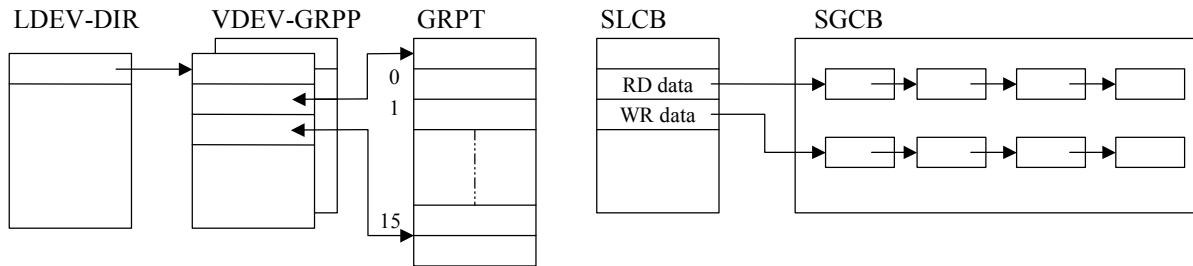 LDEV-DIR
VDEV-GRPP
GRPT
SLCB
SGCB
0
1
15
RD data
WR data